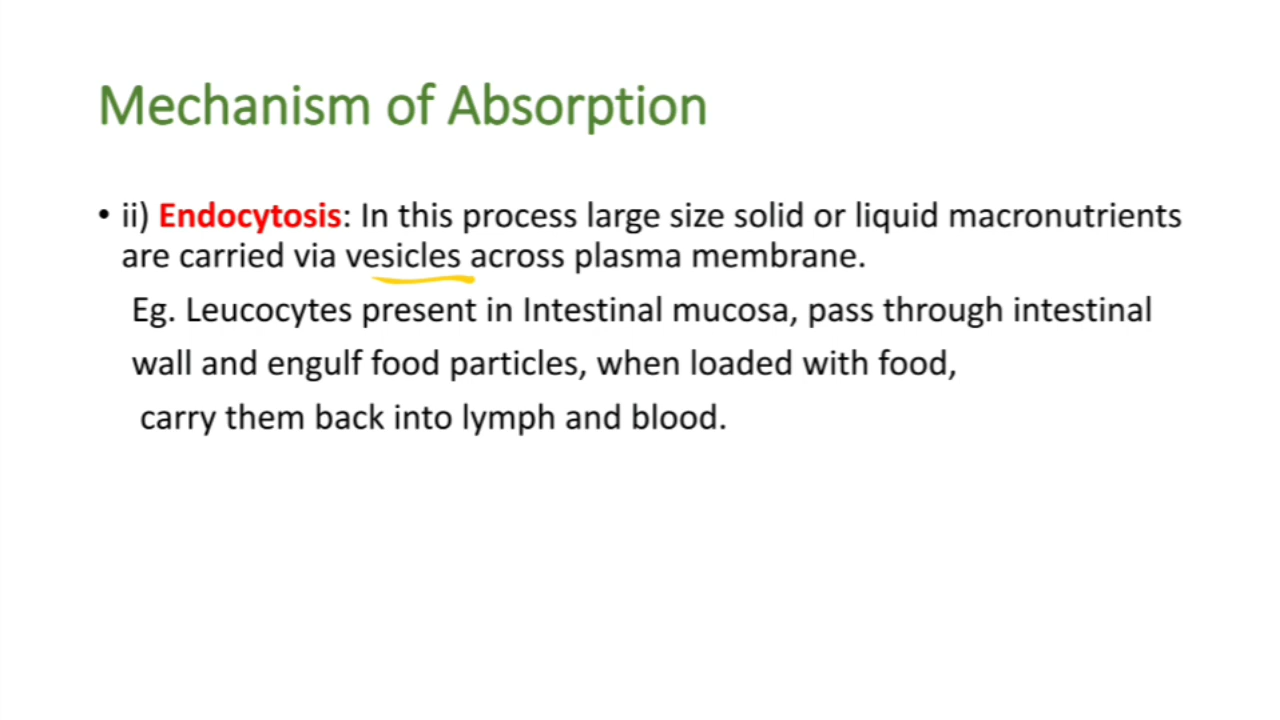 Mechanism of Absorption
• ii) Endocytosis: In this process large size solid or liquid macronutrients
are carried via vesicles across plasma membrane.
Eg. Leucocytes present in Intestinal mucosa, pass through intestinal
wall and engulf food particles, when loaded with food,
carry them back into lymph and blood.